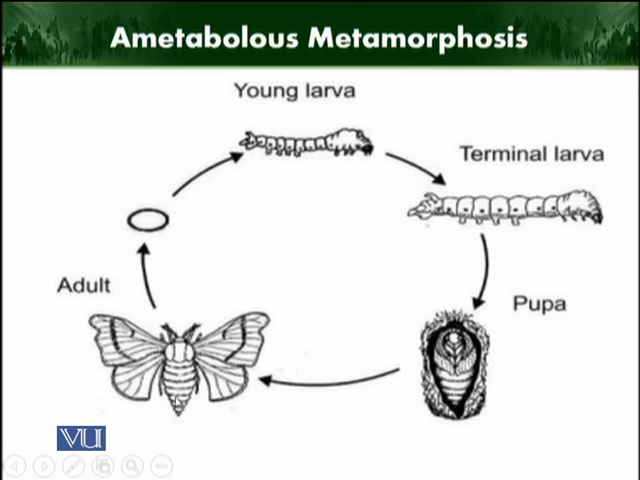 Ametabolous Metamorphosis
Young larva
Terminal larva
Adult
Pupa
VU